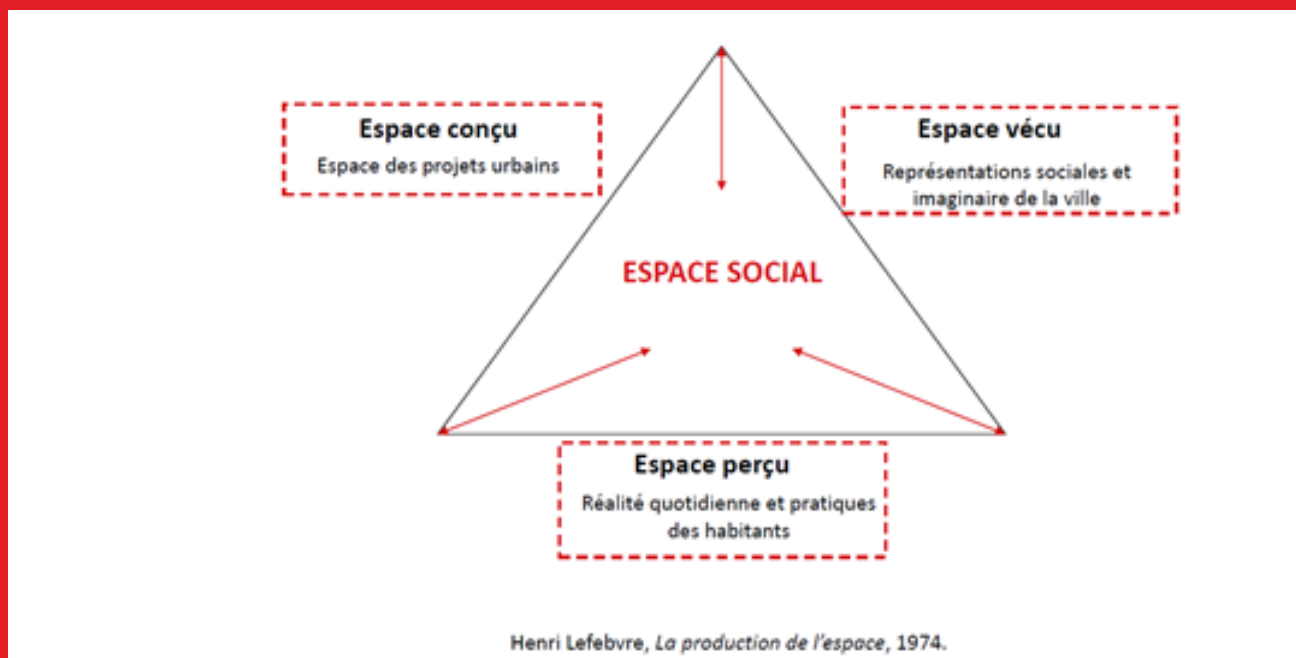 Espace conçu
Espace des projets urbains
Espace vécu
Représentations sociales et
imaginaire de la ville
ESPACE SOCIAL
Espace perçu
Réalité quotidienne et pratiques
des habitants
Henri Lefebvre, La production de l'espace, 1974.